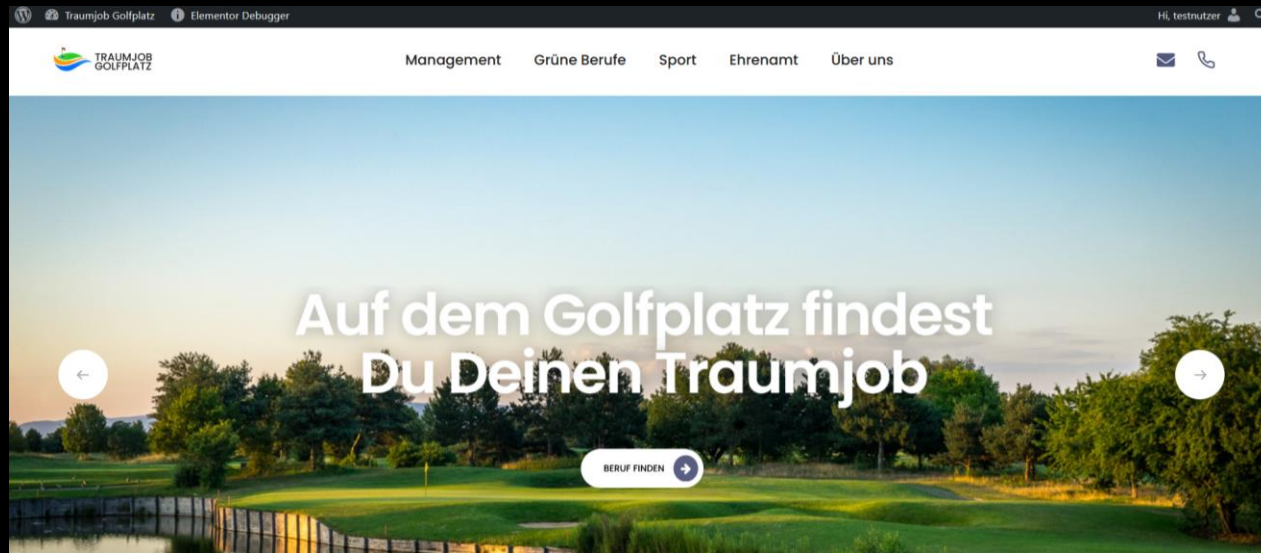 Traumjob Golfplatz Elementor Debugger Hi, testnutzer
TRAUMJOB
GOLFPLATZ
Management Grüne Berufe Sport Ehrenamt Über uns
Auf dem Golfplatz findest
Du Deinen Traumjob
BERUF FINDEN